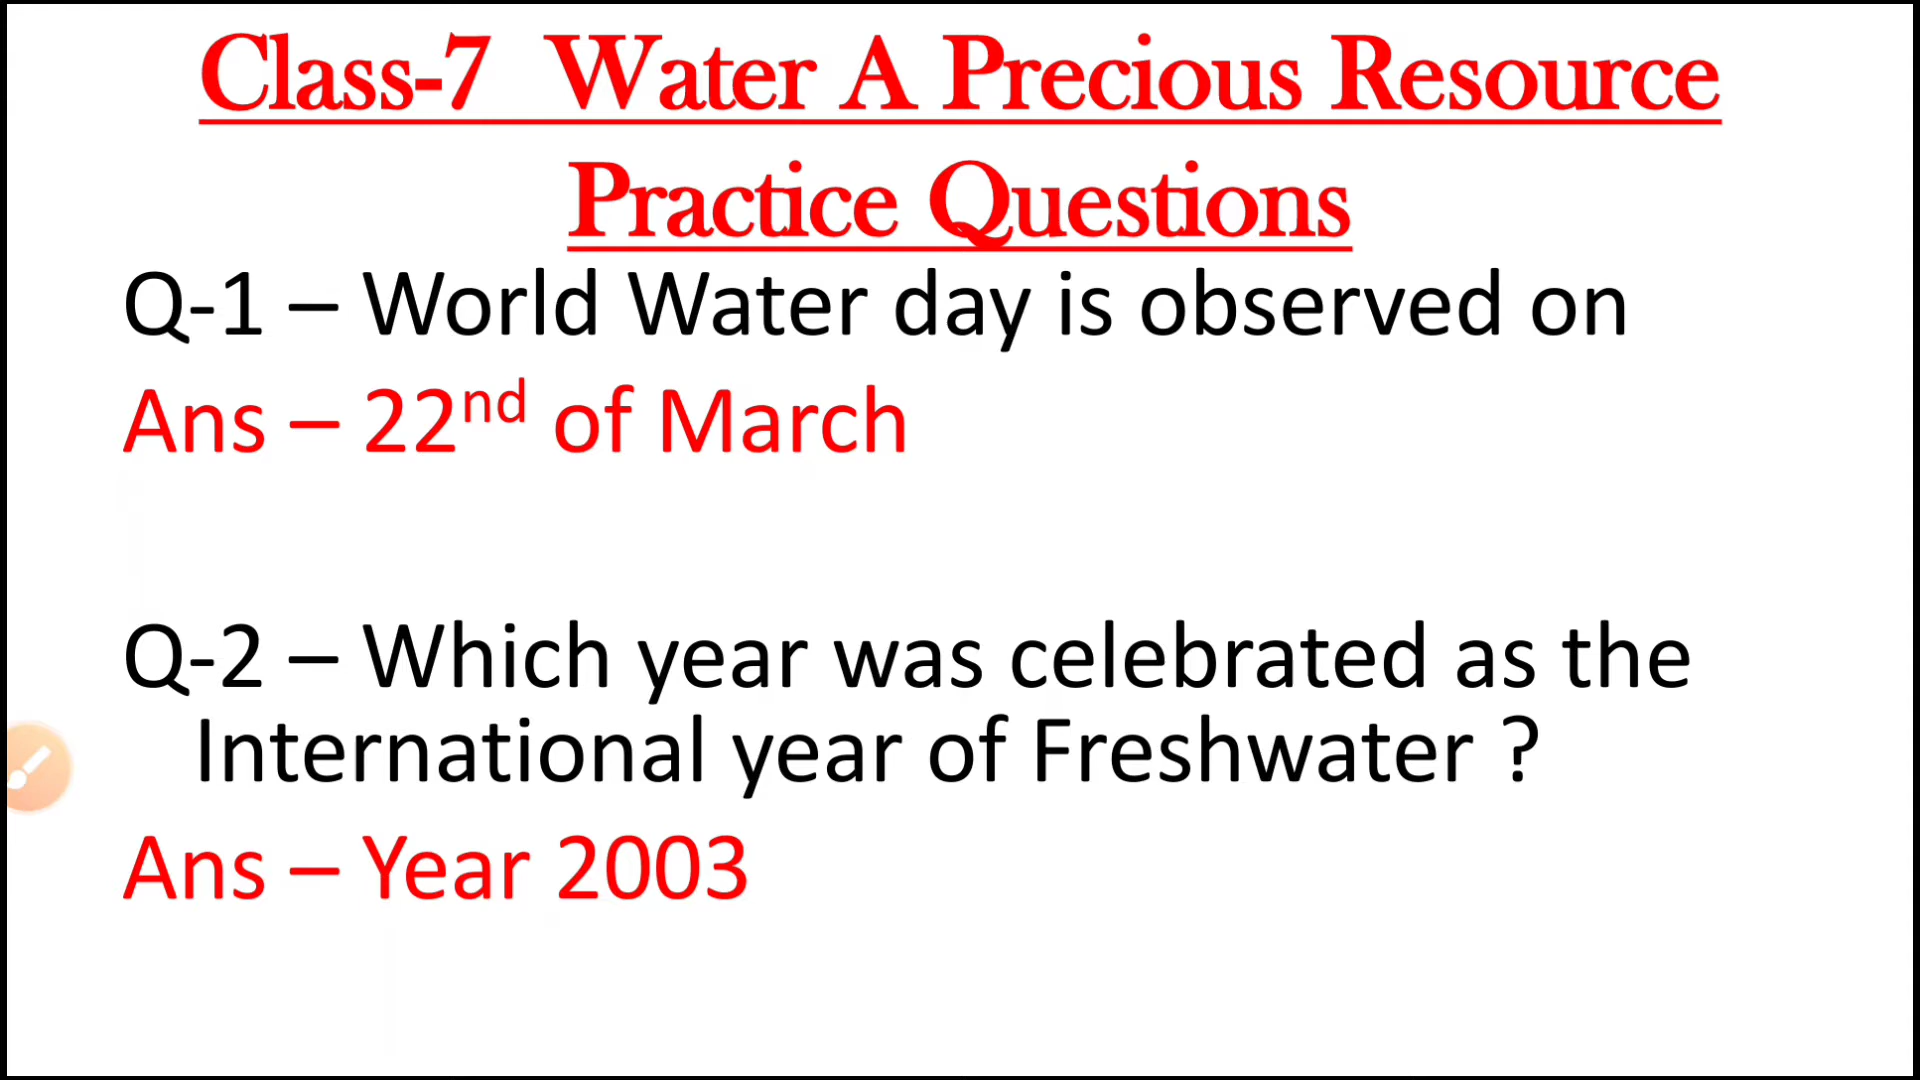 Class-7 Water A Precious Resource
Practice Questions
Q-1 – World Water day is observed on
Ans – 22nd of March
Q-2 – Which year was celebrated as the
International year of Freshwater ?
Ans – Year 2003